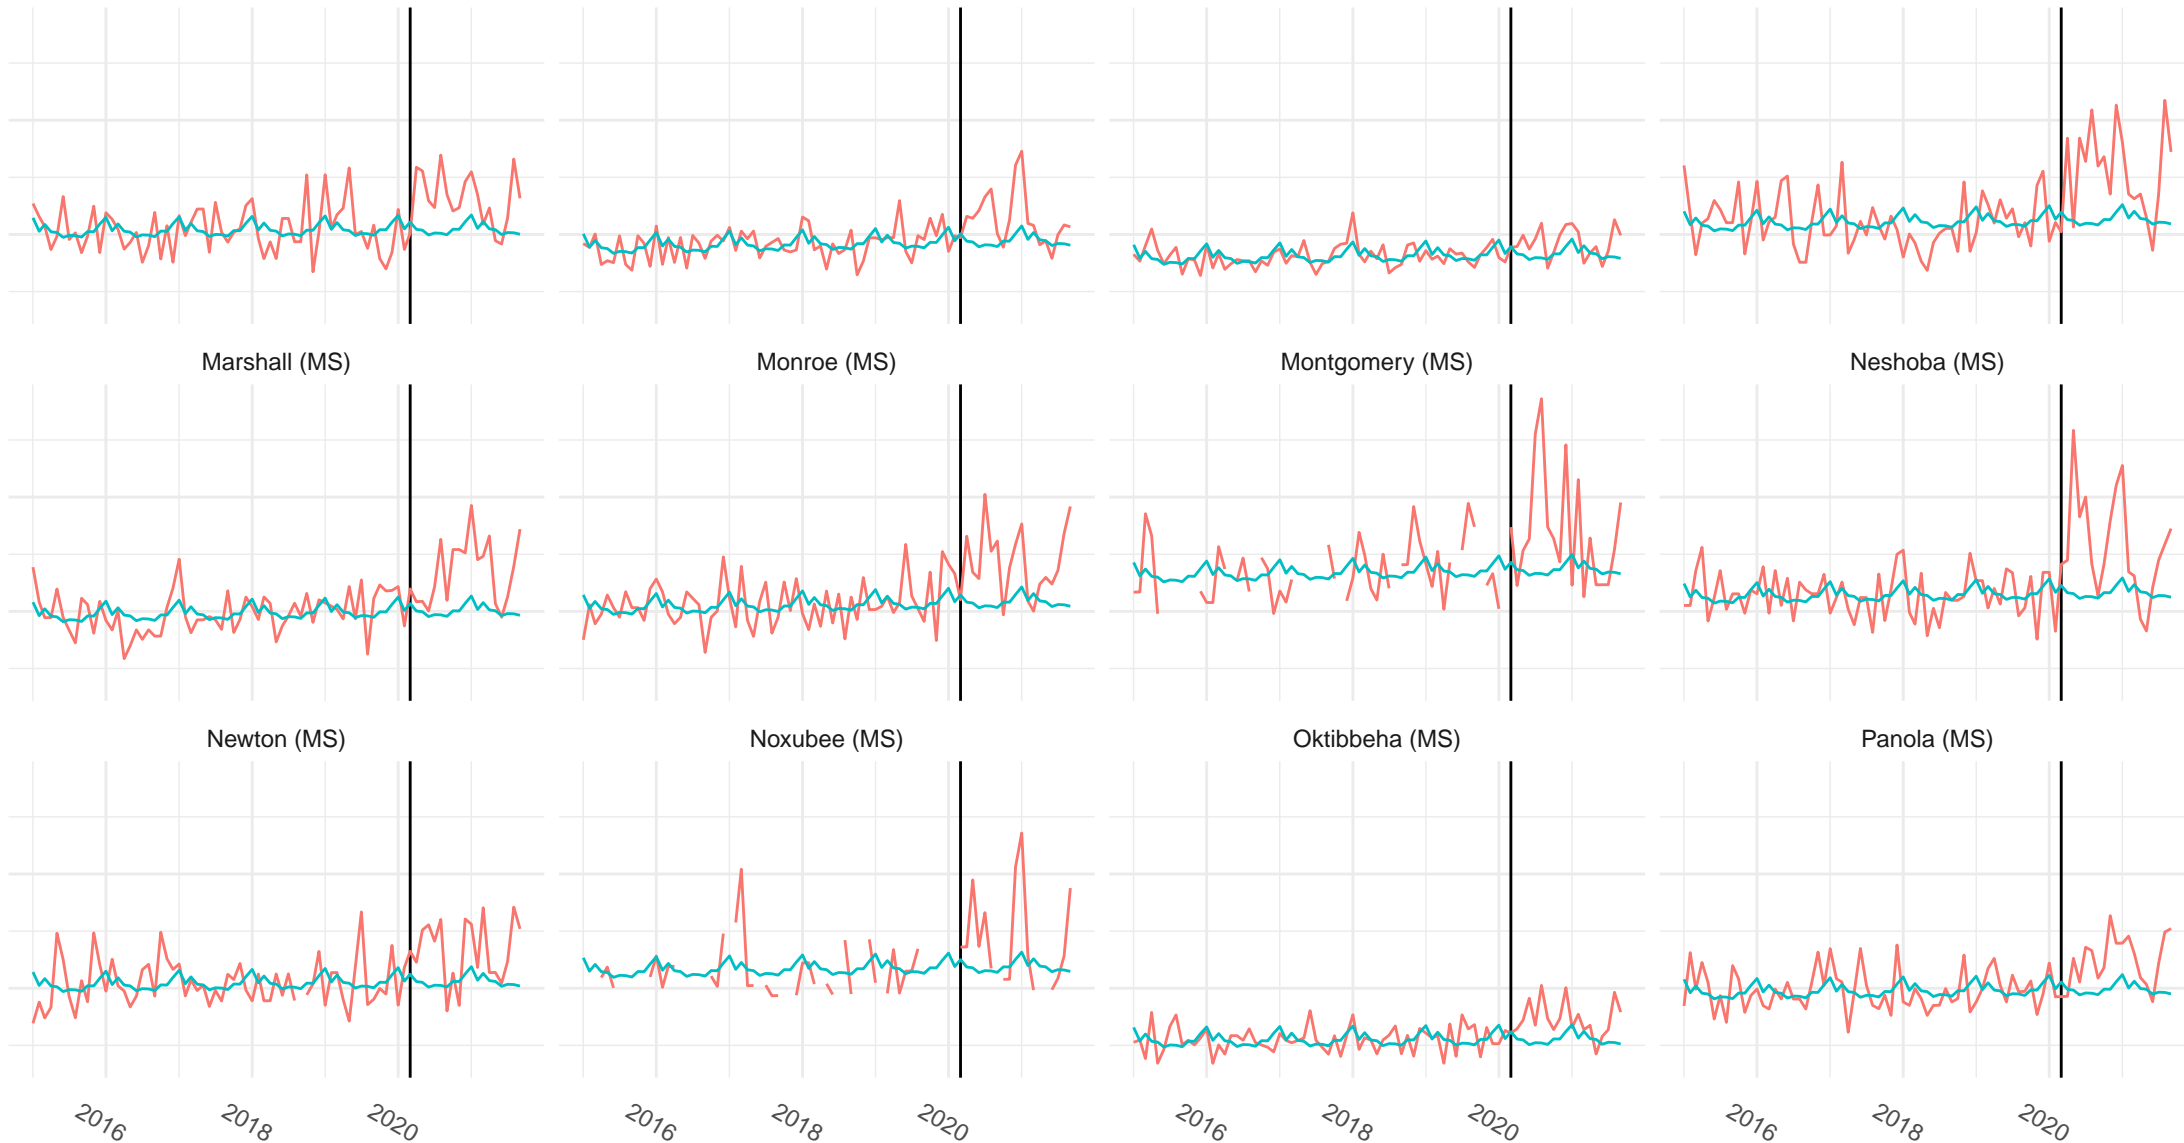 Marshall (MS) Monroe (MS) Montgomery (MS) Neshoba (MS)
Newton (MS) Noxubee (MS) Oktibbeha (MS) Panola (MS)
2016 2018 2020 2016 2018 2020 2016 2018 2020 2016 2018 2020